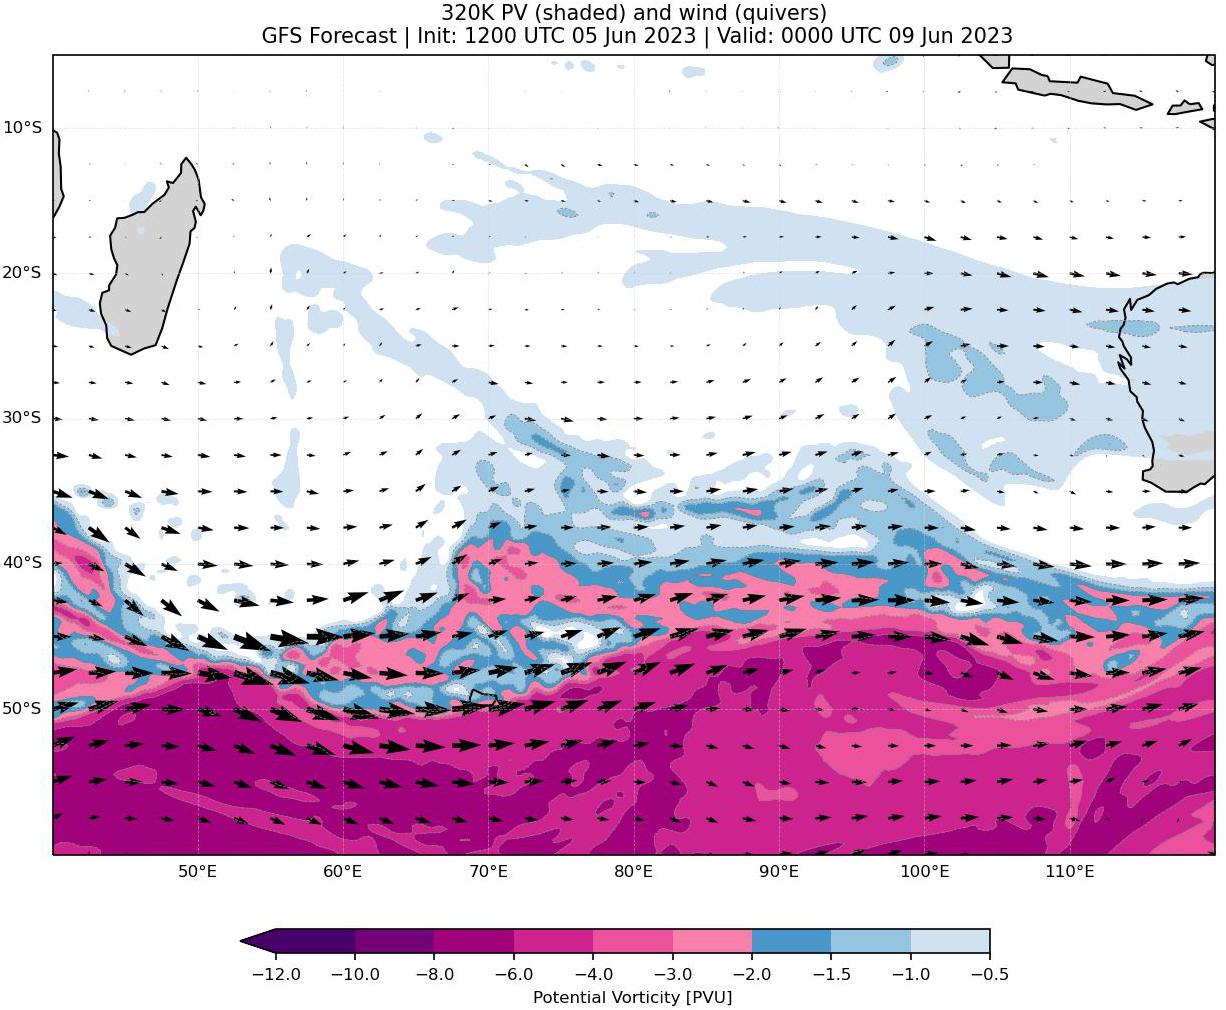 320K PV (shaded) and wind (quivers)
GFS Forecast | Init: 1200 UTC 05 Jun 2023 | Valid: 0000 UTC 09 Jun 2023
10°S
20°S
30°S
40°S
50°S
50°E 60°E 70°E 80°E 90°E 100°E 110°E
−12.0 −10.0 −8.0 −6.0 −4.0 −3.0 −2.0 −1.5 −1.0 −0.5
Potential Vorticity [PVU]